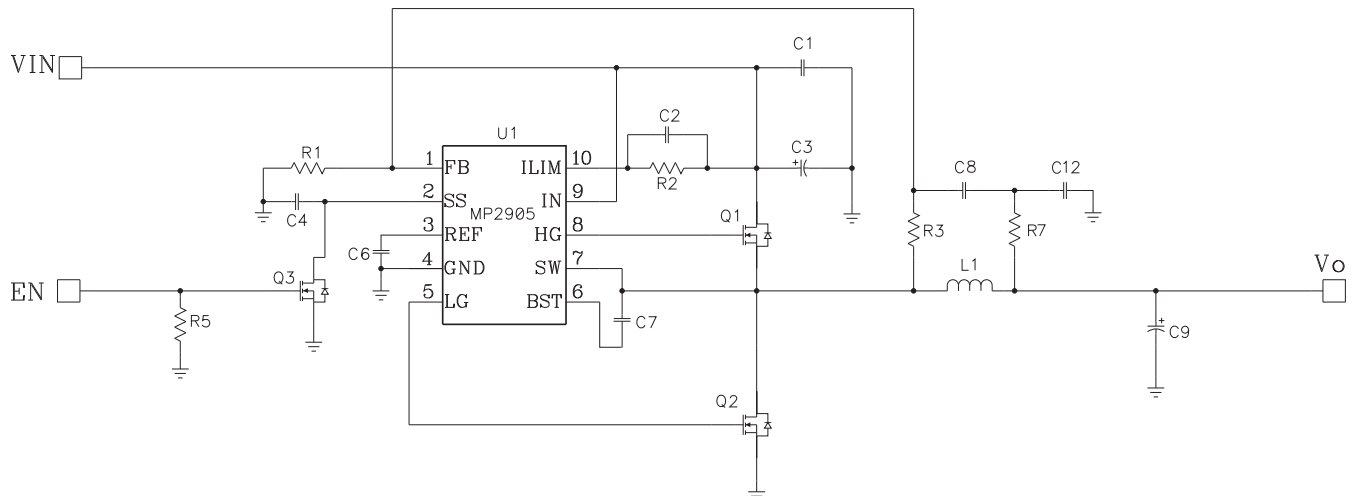 VIN
C1
C2
U1
C3
R1
1 FB
ILIM 10
R2
C8
C12
2 SS
IN 9
C4
MP2905
Q1
3 REF
HG 8
R3
R7
C6
4 GND
SW 7
L1
Vo
Q3
EN
5 LG
BST 6
R5
C7
C9
Q2